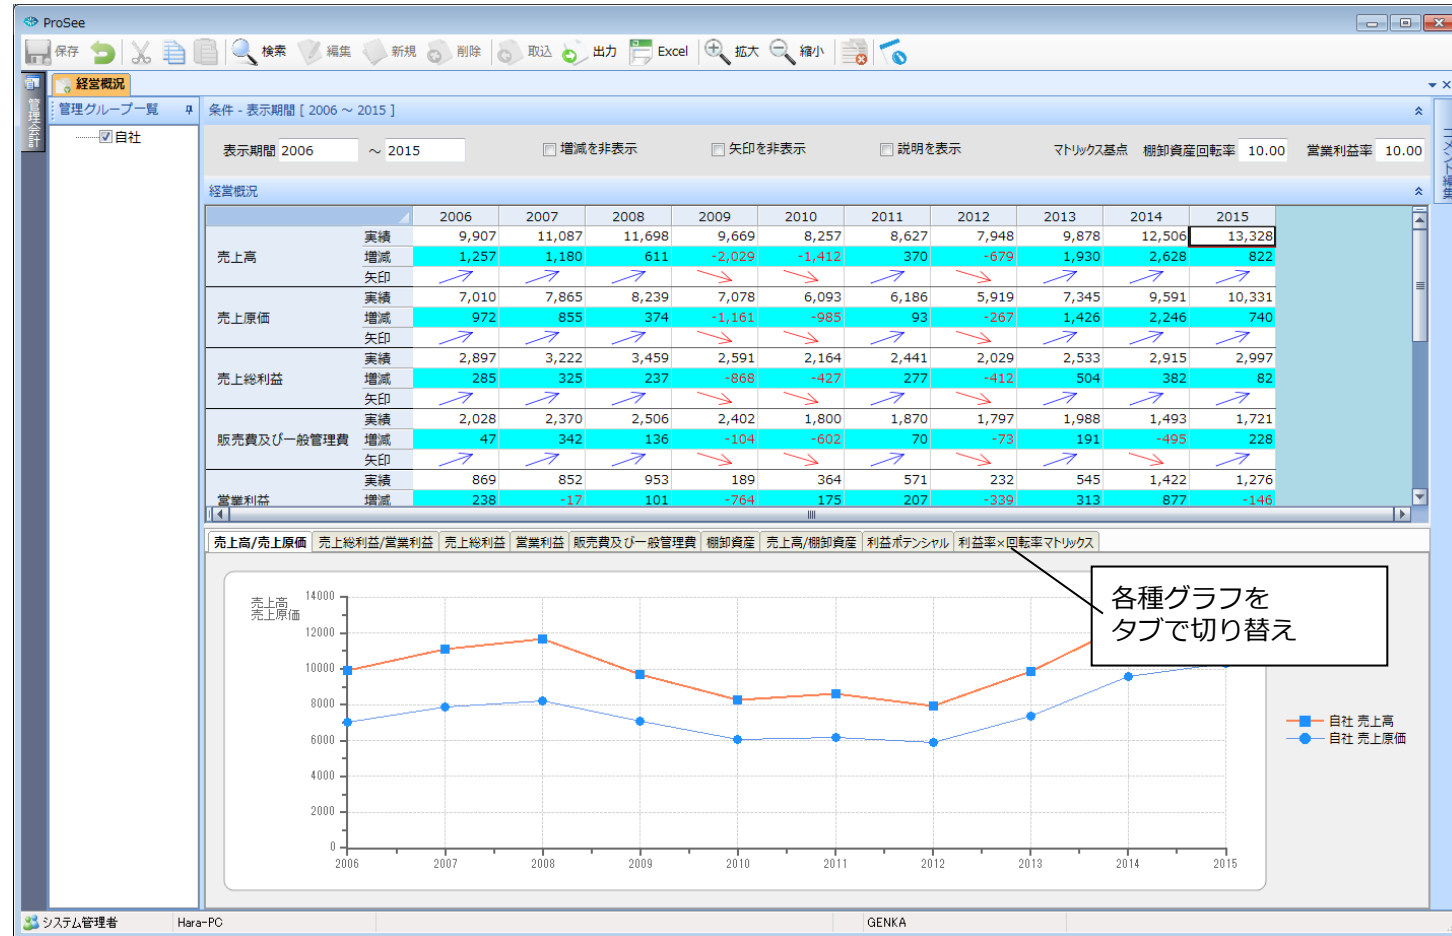 ProSee
保存 検索 編集 新規 削除 取込 出力 Excel 拡大 縮小
経営概況
管理会計
管理グループ一覧
自社
条件 - 表示期間 [ 2006 ～ 2015 ]
表示期間 2006 ～ 2015 増減を非表示 矢印を非表示 説明を表示 マトリックス基点 棚卸資産回転率 10.00 営業利益率 10.00
コメント編集
経営概況
2006 2007 2008 2009 2010 2011 2012 2013 2014 2015
実績 9,907 11,087 11,698 9,669 8,257 8,627 7,948 9,878 12,506 13,328
売上高 増減 1,257 1,180 611 -2,029 -1,412 370 -679 1,930 2,628 822
矢印
実績 7,010 7,865 8,239 7,078 6,093 6,186 5,919 7,345 9,591 10,331
売上原価 増減 972 855 374 -1,161 -985 93 -267 1,426 2,246 740
矢印
実績 2,897 3,222 3,459 2,591 2,164 2,441 2,029 2,533 2,915 2,997
売上総利益 増減 285 325 237 -868 -427 277 -412 504 382 82
矢印
実績 2,028 2,370 2,506 2,402 1,800 1,870 1,797 1,988 1,493 1,721
販売費及び一般管理費 増減 47 342 136 -104 -602 70 -73 191 -495 228
矢印
実績 869 852 953 189 364 571 232 545 1,422 1,276
営業利益 増減 238 -17 101 -764 175 207 -339 313 877 -146
売上高/売上原価 売上総利益/営業利益 売上総利益 営業利益 販売費及び一般管理費 棚卸資産 売上高/棚卸資産 利益ポテンシャル 利益率×回転率マトリックス
各種グラフを
タブで切り替え
売上高
売上原価
14000
12000
10000
8000
6000
4000
2000
0
2006 2007 2008 2009 2010 2011 2012 2013 2014 2015
自社 売上高
自社 売上原価
システム管理者 Hara-PC GENKA